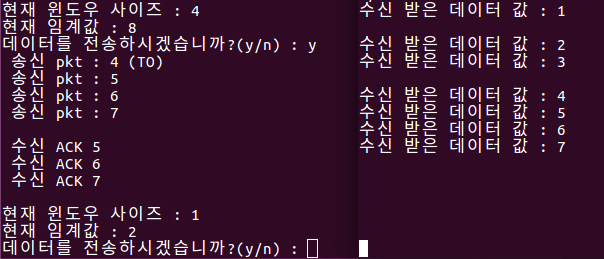 현재 윈도우 사이즈 : 4
현재 임계값 : 8
데이터를 전송하시겠습니까?(y/n) : y
송신 pkt : 4 (TO)
송신 pkt : 5
송신 pkt : 6
송신 pkt : 7
수신 ACK 5
수신 ACK 6
수신 ACK 7
현재 윈도우 사이즈 : 1
현재 임계값 : 2
데이터를 전송하시겠습니까?(y/n) :
수신 받은 데이터 값 : 1
수신 받은 데이터 값 : 2
수신 받은 데이터 값 : 3
수신 받은 데이터 값 : 4
수신 받은 데이터 값 : 5
수신 받은 데이터 값 : 6
수신 받은 데이터 값 : 7